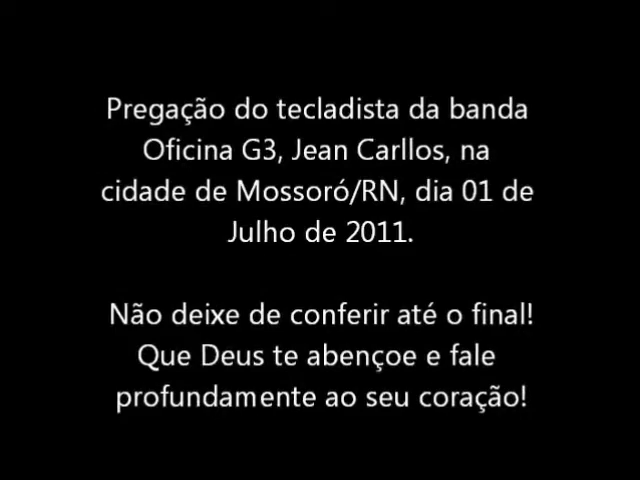 Pregação do tecladista da banda
Oficina G3, Jean Carllos, na
cidade de Mossoró/RN, dia 01 de
Julho de 2011.
Não deixe de conferir até o final!
Que Deus te abençoe e fale
profundamente ao seu coração!